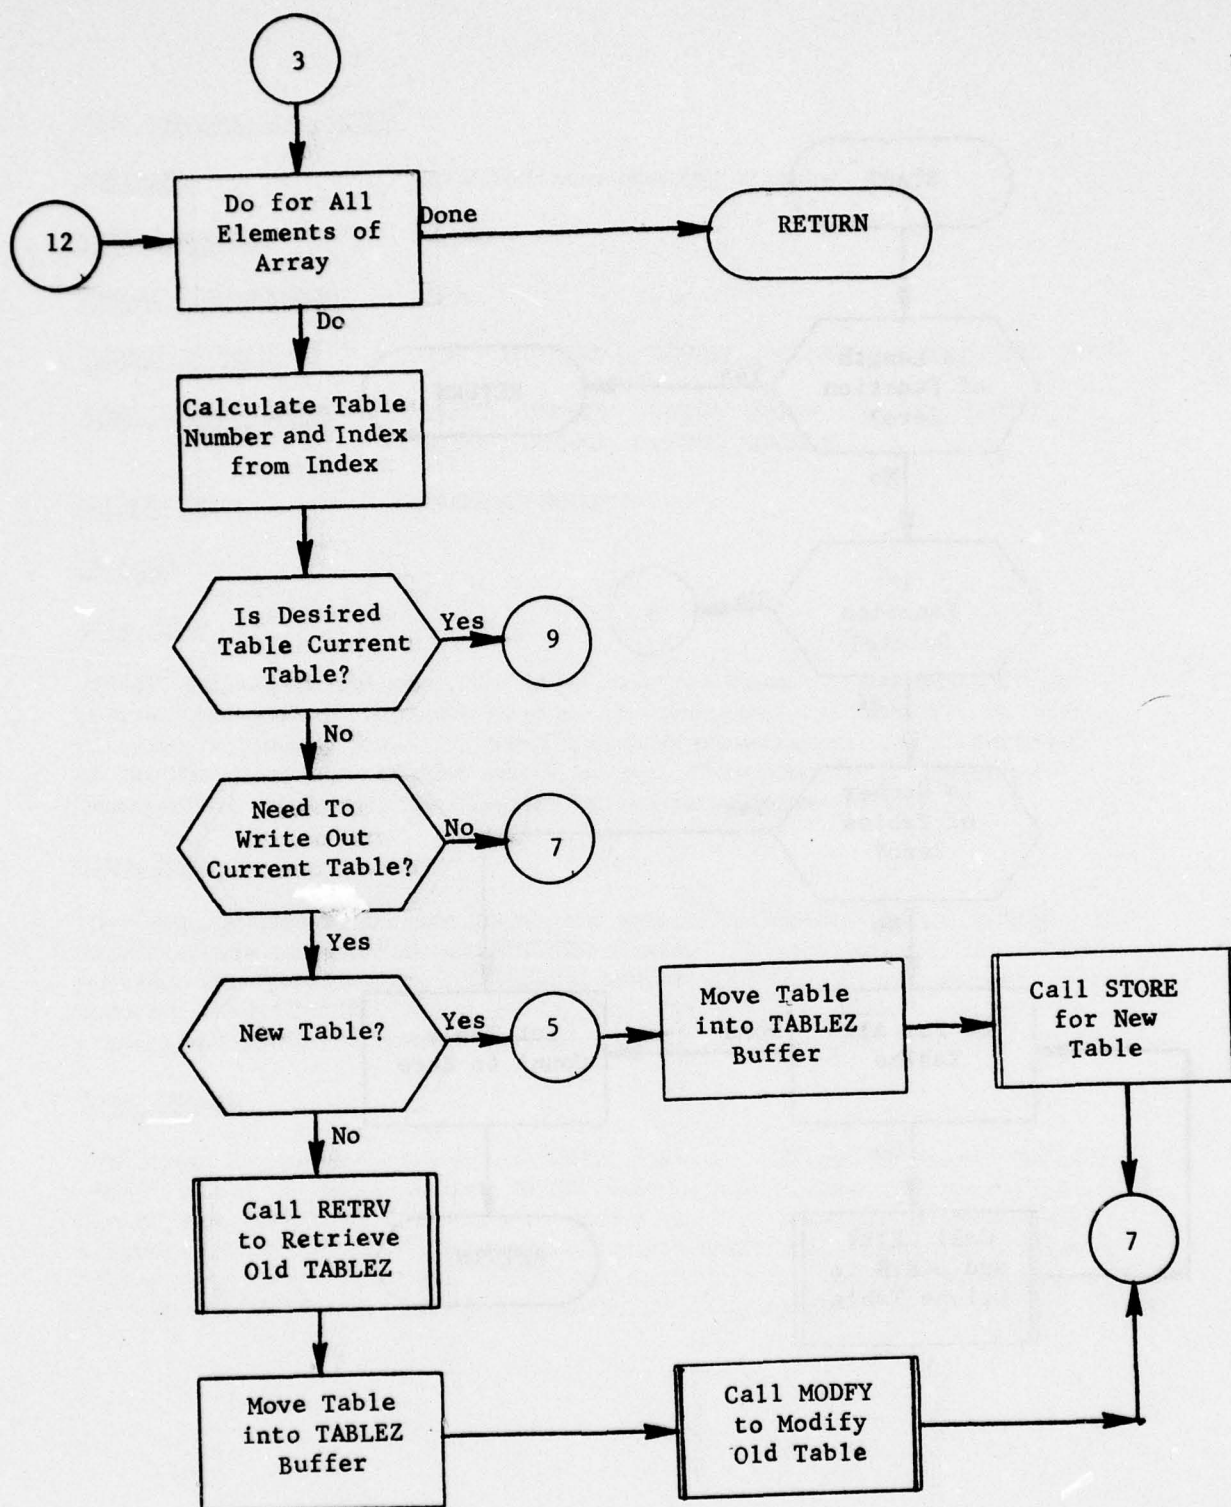 3
12
Do for All
Elements of
Array
Done
RETURN
Do
Calculate Table
Number and Index
from Index
Is Desired
Table Current
Table?
Yes
9
No
Need To
Write Out
Current Table?
No
7
Yes
New Table?
Yes
5
Move Table
into TABLEZ
Buffer
Call STORE
for New
Table
No
7
Call RETRV
to Retrieve
Old TABLEZ
Move Table
into TABLEZ
Buffer
Call MODFY
to Modify
Old Table